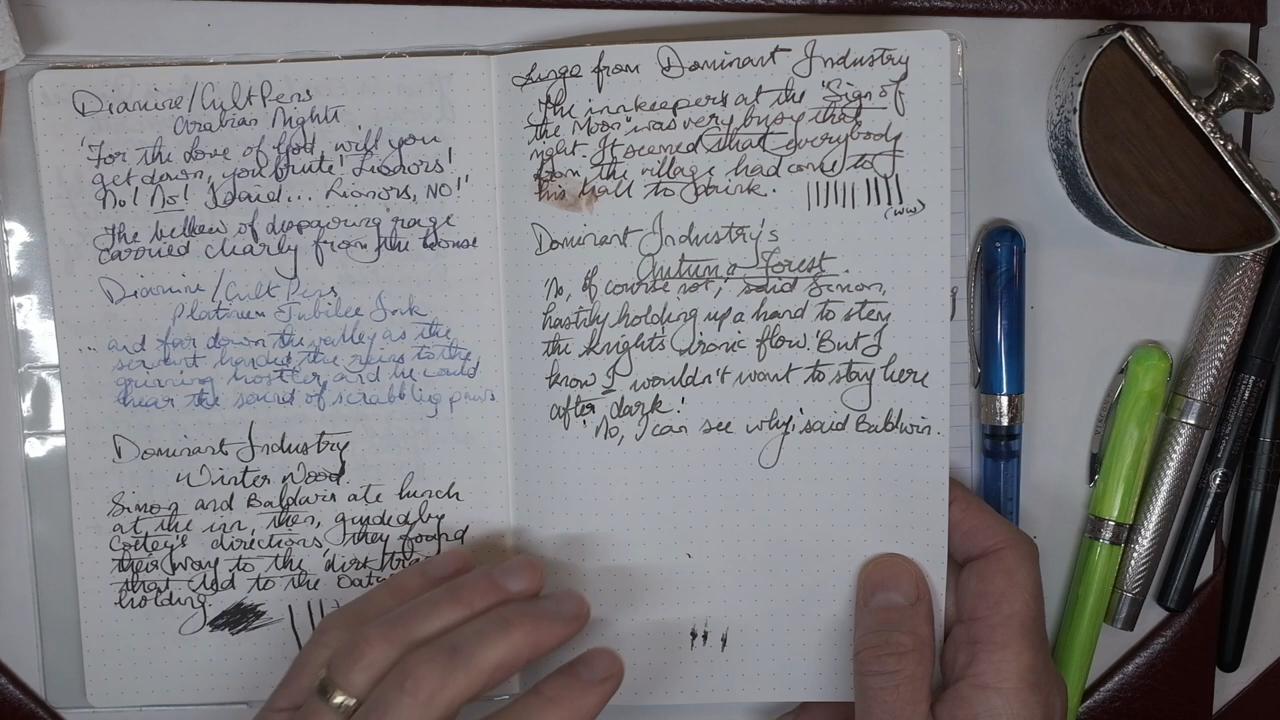 Diamine/Cult Pens
Arabian Nights
'For the love of God, will you
get down, you brute! Lionors!
No! No! I said... Lionors, NO!'
The bellow of despairing rage
carried clearly from the house
Diamine/Cult Pens
Platinum Jubilee Ink
... and far down the valley as the
servant handed the reins to the
grinning hostler, and he could
hear the sound of scrabbling paws
Dominant Industry
Winter Wood.
Simon and Baldwin ate lunch
at the inn, then, guided by
directions they found
their way to the dirt
that led to the
holding.
from Dominant Industry
The innkeepers at the 'Sign of
the Moon' was very busy that
night. It seemed that everybody
from the village had come to
his hall to drink.
(WW)
Dominant Industry's
Autumn Forest.
'No, of course not,' said Simon,
hastily holding up a hand to stem
the knight's ironic flow. 'But I
know I wouldn't want to stay here
after dark.'
'No, I can see why,' said Baldwin.